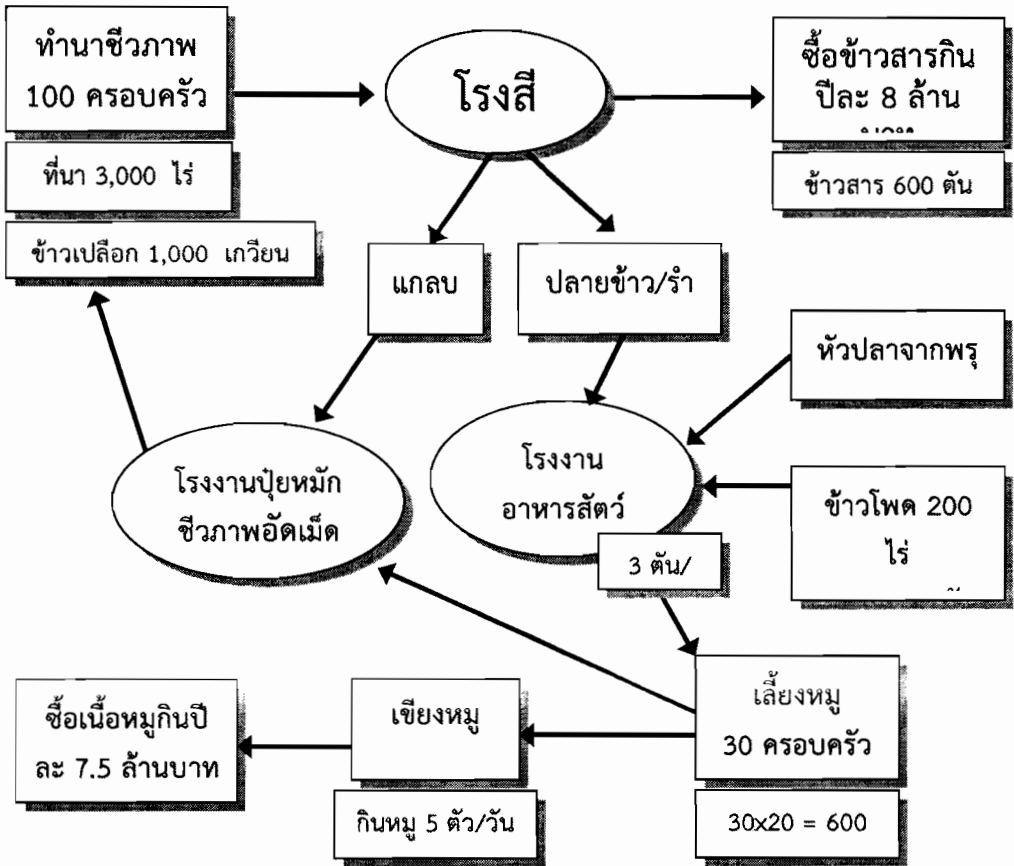 ทำนาชีวภาพ
100 ครอบครัว
ที่นา 3,000 ไร่
ข้าวเปลือก 1,000 เกวียน
โรงสี
ซื้อข้าวสารกิน
ปีละ 8 ล้าน
ข้าวสาร 600 ตัน
แกลบ
ปลายข้าว/รำ
หัวปลาจากพรุ
โรงงานปุ๋ยหมัก
ชีวภาพอัดเม็ด
โรงงาน
อาหารสัตว์
3 ตัน/
ข้าวโพด 200
ไร่
ซื้อเนื้อหมูกินปี
ละ 7.5 ล้านบาท
เขียงหมู
กินหมู 5 ตัว/วัน
เลี้ยงหมู
30 ครอบครัว
30x20 = 600